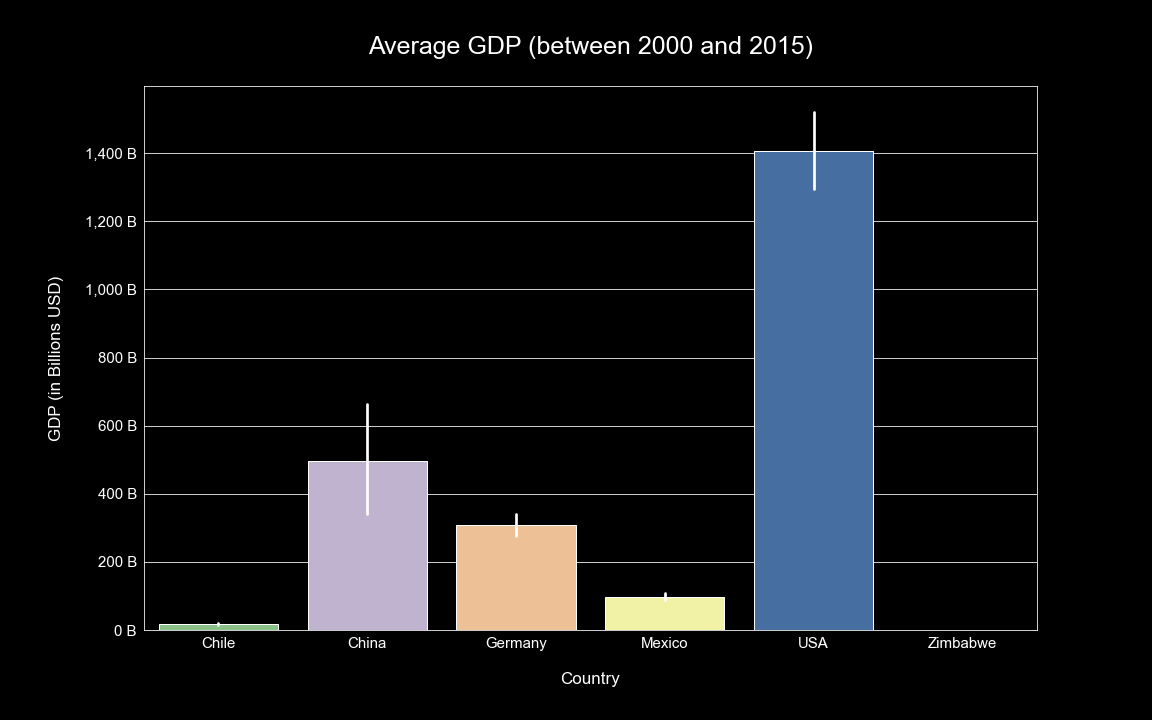 Average GDP (between 2000 and 2015)
1,400 B
1,200 B
1,000 B
800 B
600 B
400 B
200 B
0 B
GDP (in Billions USD)
Chile China Germany Mexico USA Zimbabwe
Country